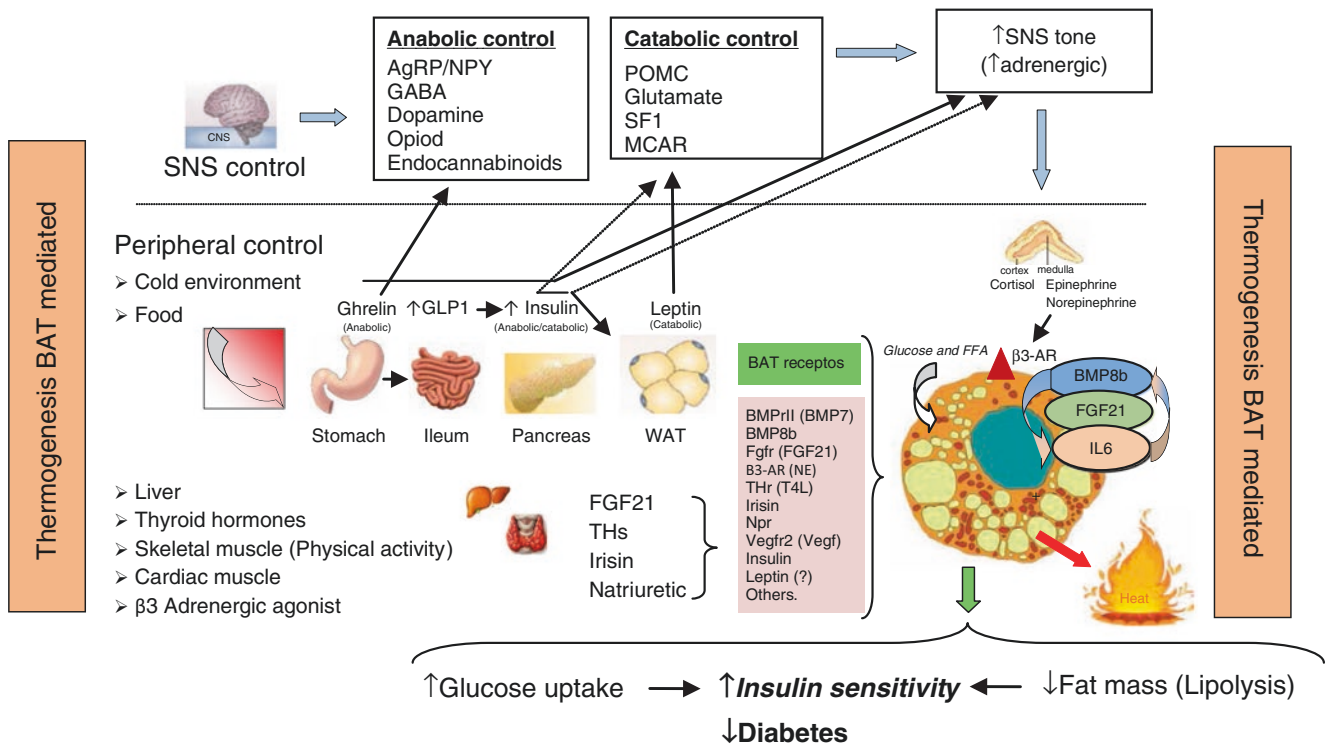 Thermogenesis BAT mediated
CNS
SNS control
Anabolic control
AgRP/NPY
GABA
Dopamine
Opiod
Endocannabinoids
Catabolic control
POMC
Glutamate
SF1
MCAR
↑SNS tone
(↑adrenergic)
Peripheral control
➢ Cold environment
➢ Food
Ghrelin
(Anabolic)
↑GLP1
↑ Insulin
(Anabolic/catabolic)
Leptin
(Catabolic)
Stomach
Ileum
Pancreas
WAT
cortex medulla
Cortisol Epinephrine
Norepinephrine
➢ Liver
➢ Thyroid hormones
➢ Skeletal muscle (Physical activity)
➢ Cardiac muscle
➢ β3 Adrenergic agonist
FGF21
THs
Irisin
Natriuretic
BAT receptos
BMPrII (BMP7)
BMP8b
Fgfr (FGF21)
B3-AR (NE)
THr (T4L)
Irisin
Npr
Vegfr2 (Vegf)
Insulin
Leptin (?)
Others.
Glucose and FFA
β3-AR
BMP8b
FGF21
IL6
+
Heat
Thermogenesis BAT mediated
↑Glucose uptake
↑Insulin sensitivity
↓Fat mass (Lipolysis)
↓Diabetes